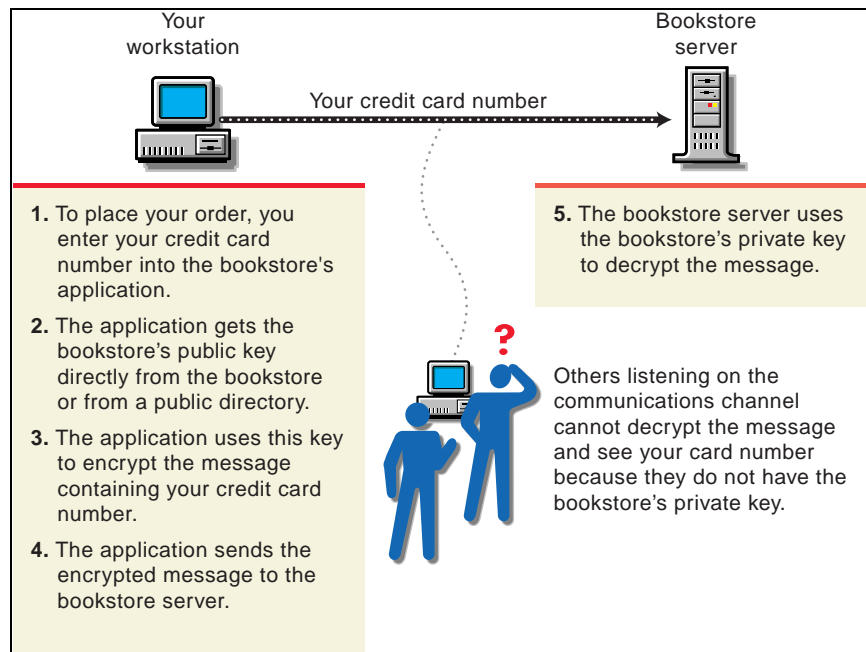 Your
workstation
Bookstore
server
Your credit card number
1. To place your order, you
enter your credit card
number into the bookstore's
application.
2. The application gets the
bookstore’s public key
directly from the bookstore
or from a public directory.
3. The application uses this key
to encrypt the message
containing your credit card
number.
4. The application sends the
encrypted message to the
bookstore server.
5. The bookstore server uses
the bookstore’s private key
to decrypt the message.
?
Others listening on the
communications channel
cannot decrypt the message
and see your card number
because they do not have the
bookstore’s private key.